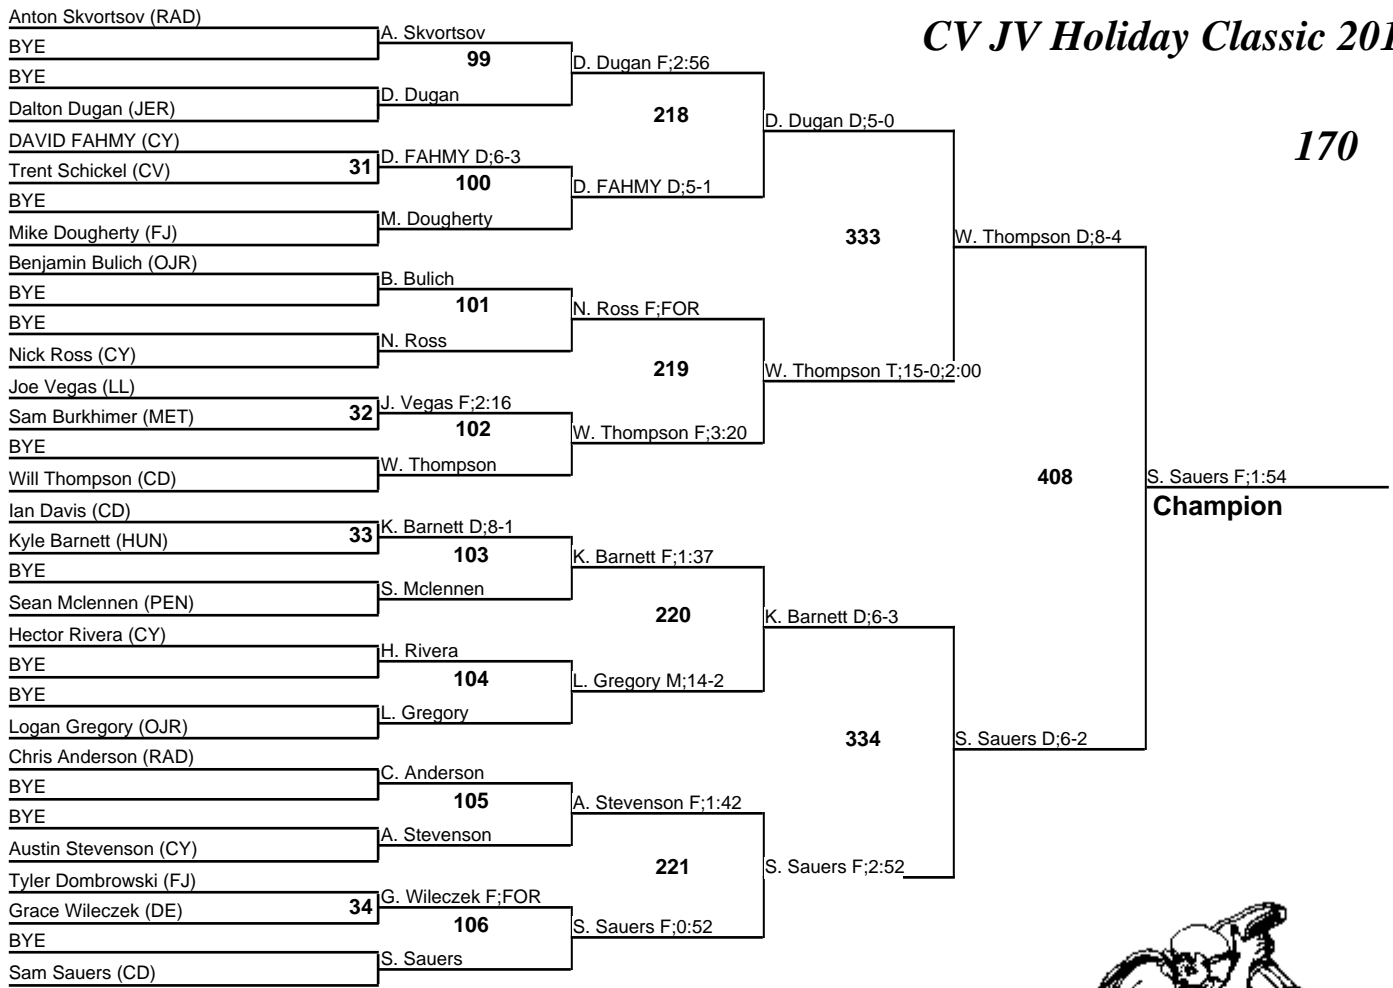 CV JV Holiday Classic 201
170
Anton Skvortsov (RAD)
BYE
BYE
Dalton Dugan (JER)
DAVID FAHMY (CY)
Trent Schickel (CV)
BYE
Mike Dougherty (FJ)
Benjamin Bulich (OJR)
BYE
BYE
Nick Ross (CY)
Joe Vegas (LL)
Sam Burkhimer (MET)
BYE
Will Thompson (CD)
Ian Davis (CD)
Kyle Barnett (HUN)
BYE
Sean Mclennen (PEN)
Hector Rivera (CY)
BYE
BYE
Logan Gregory (OJR)
Chris Anderson (RAD)
BYE
BYE
Austin Stevenson (CY)
Tyler Dombrowski (FJ)
Grace Wileczek (DE)
BYE
Sam Sauers (CD)
31
32
33
34
A. Skvortsov
99
D. Dugan
D. FAHMY D;6-3
100
M. Dougherty
B. Bulich
101
N. Ross
J. Vegas F;2:16
102
W. Thompson
K. Barnett D;8-1
103
S. Mclennen
H. Rivera
104
L. Gregory
C. Anderson
105
A. Stevenson
G. Wileczek F;FOR
106
S. Sauers
D. Dugan F;2:56
218
D. FAHMY D;5-1
N. Ross F;FOR
219
W. Thompson F;3:20
K. Barnett F;1:37
220
L. Gregory M;14-2
A. Stevenson F;1:42
221
S. Sauers F;0:52
D. Dugan D;5-0
333
W. Thompson T;15-0;2:00
K. Barnett D;6-3
334
S. Sauers F;2:52
W. Thompson D;8-4
408
S. Sauers D;6-2
S. Sauers F;1:54
Champion